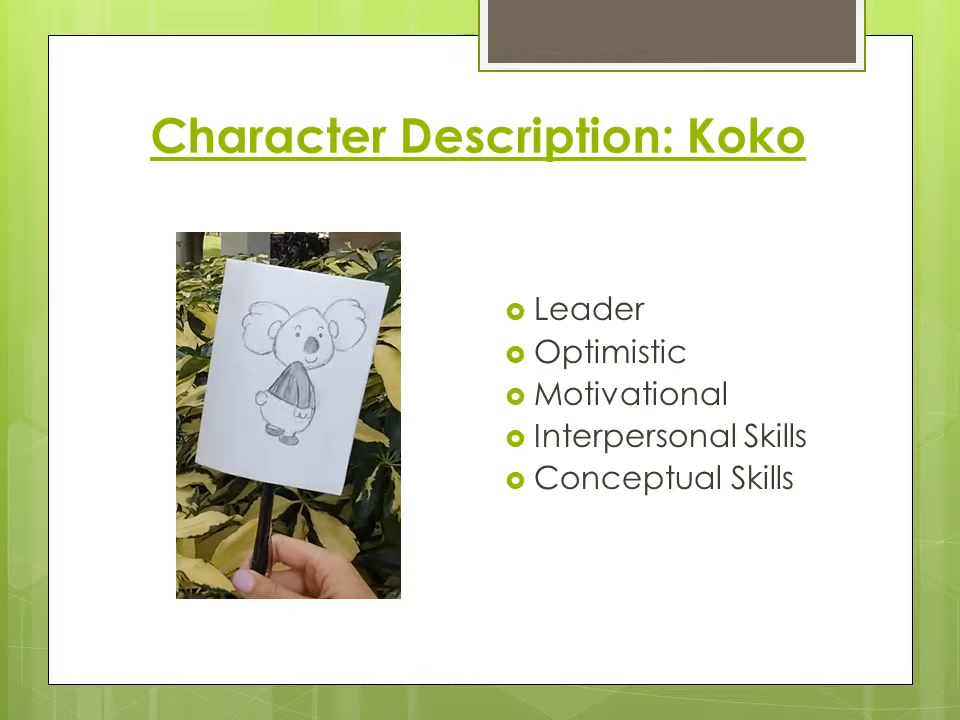 Character Description: Koko
Leader
Optimistic
Motivational
Interpersonal Skills
Conceptual Skills